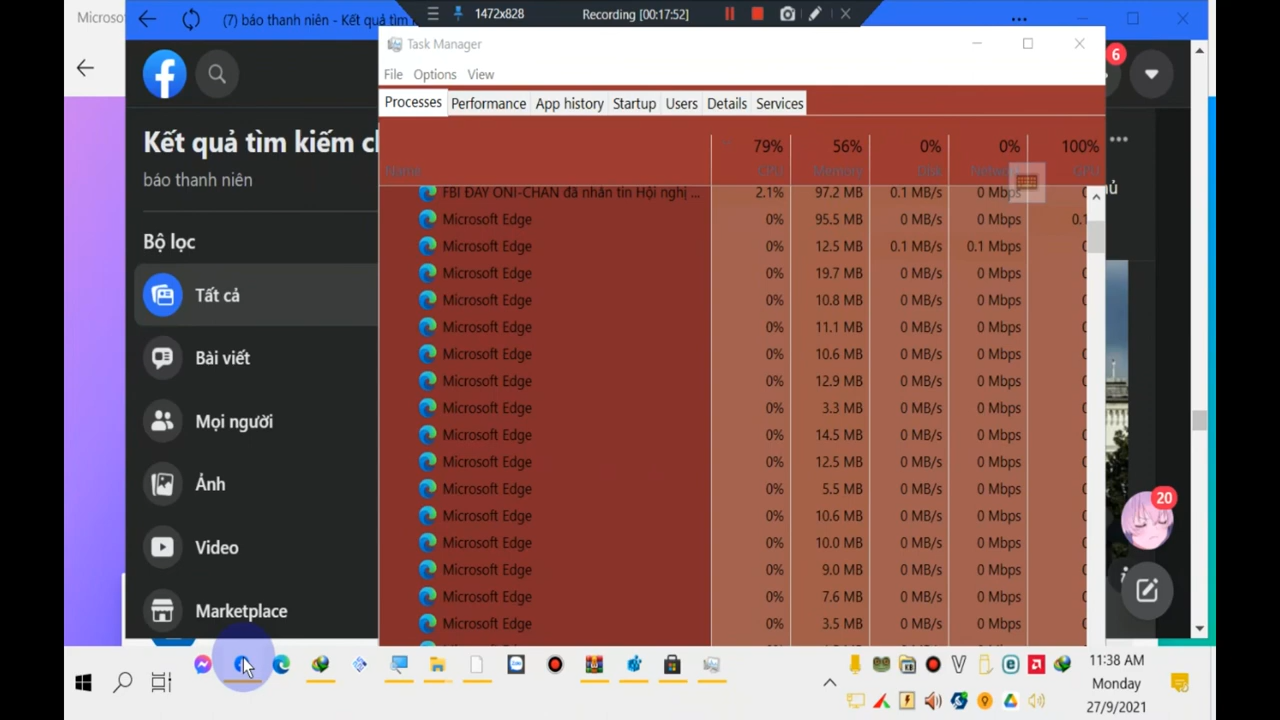 Microso
(7) báo thanh niên - Kết quả tìm
1472x828
Recording [00:17:52]
Task Manager
File Options View
Processes Performance App history Startup Users Details Services
6
Kết quả tìm kiếm ch
báo thanh niên
79% 56% 0% 0% 100%
Name CPU Memory Disk Network GPU
FBI ĐÂY ONI-CHAN đã nhắn tin Hội nghị ... 2.1% 97.2 MB 0.1 MB/s 0 Mbps
Microsoft Edge 0% 95.5 MB 0 MB/s 0 Mbps 0.1
Microsoft Edge 0% 12.5 MB 0.1 MB/s 0.1 Mbps
Microsoft Edge 0% 19.7 MB 0 MB/s 0 Mbps
Microsoft Edge 0% 10.8 MB 0 MB/s 0 Mbps
Microsoft Edge 0% 11.1 MB 0 MB/s 0 Mbps
Microsoft Edge 0% 10.6 MB 0 MB/s 0 Mbps
Microsoft Edge 0% 12.9 MB 0 MB/s 0 Mbps
Microsoft Edge 0% 3.3 MB 0 MB/s 0 Mbps
Microsoft Edge 0% 14.5 MB 0 MB/s 0 Mbps
Microsoft Edge 0% 12.5 MB 0 MB/s 0 Mbps
Microsoft Edge 0% 5.5 MB 0 MB/s 0 Mbps
Microsoft Edge 0% 10.6 MB 0 MB/s 0 Mbps
Microsoft Edge 0% 10.0 MB 0 MB/s 0 Mbps
Microsoft Edge 0% 9.0 MB 0 MB/s 0 Mbps
Microsoft Edge 0% 7.6 MB 0 MB/s 0 Mbps
Microsoft Edge 0% 3.5 MB 0 MB/s 0 Mbps
Bộ lọc
Tất cả
Bài viết
Mọi người
Ảnh
Video
Marketplace
20
11:38 AM
Monday
27/9/2021